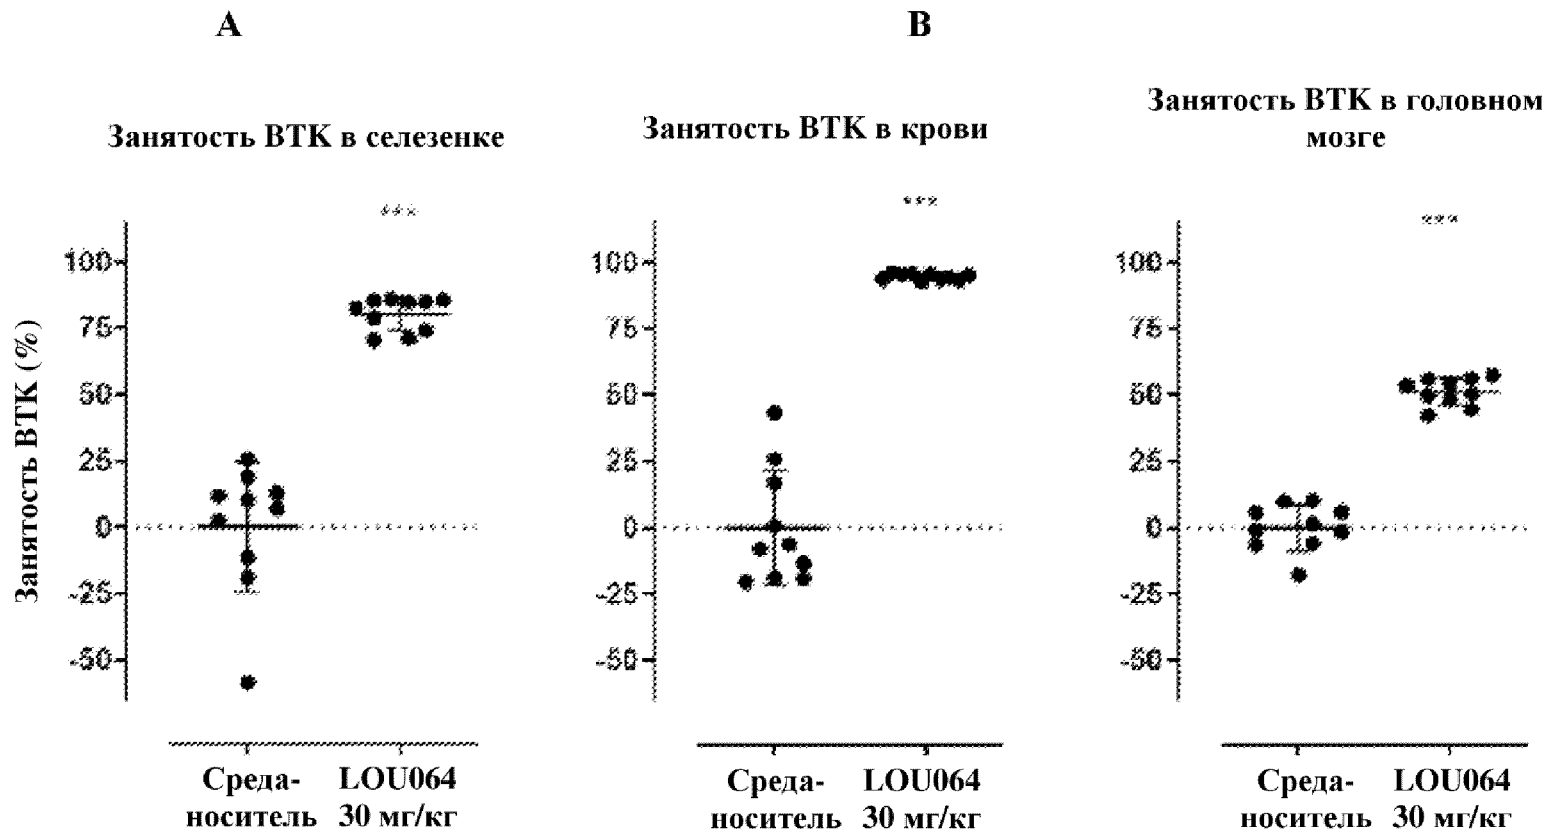 A
B
Занятость BTK в селезенке
Занятость BTK в крови
Занятость BTK в головном
мозге
Занятость BTK (%)
***
100
75
50
25
0
-25
-50
***
100
75
50
25
0
-25
-50
***
100
75
50
25
0
-25
-50
Среда-
носитель
LOU064
30 мг/кг
Среда-
носитель
LOU064
30 мг/кг
Среда-
носитель
LOU064
30 мг/кг